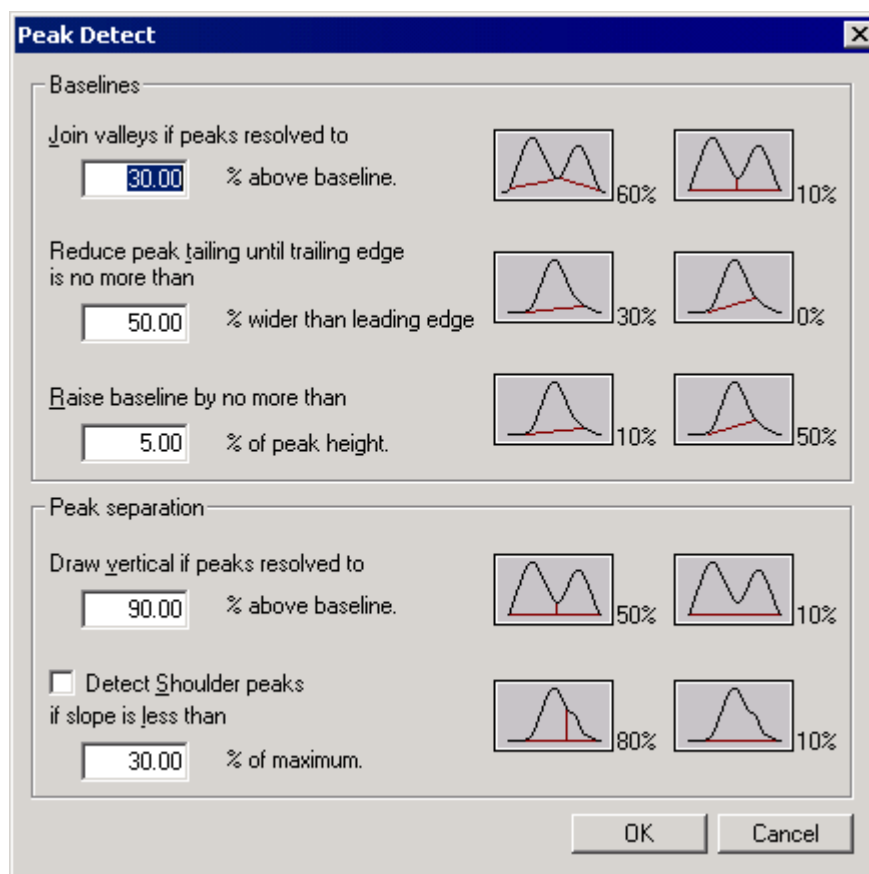 Peak Detect
Baselines
Join valleys if peaks resolved to
30.00 % above baseline.
60% 10%
Reduce peak tailing until trailing edge
is no more than
50.00 % wider than leading edge
30% 0%
Raise baseline by no more than
5.00 % of peak height.
10% 50%
Peak separation
Draw vertical if peaks resolved to
90.00 % above baseline.
50% 10%
Detect Shoulder peaks
if slope is less than
30.00 % of maximum.
80% 10%
OK Cancel